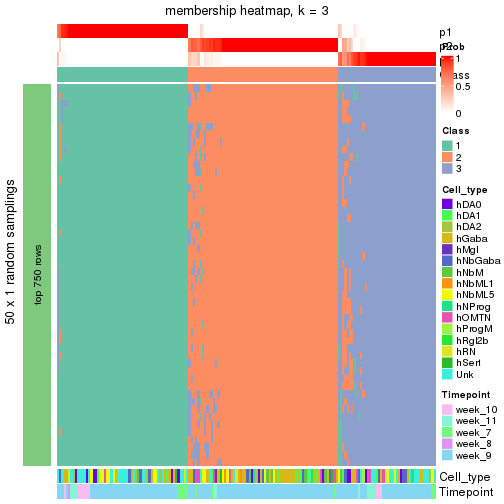 membership heatmap, k = 3
p1
p2
Class
Prob
1
0.5
0
Class
1
2
3
Cell_type
hDA0
hDA1
hDA2
hGaba
hMgl
hNbGaba
hNbM
hNbML1
hNbML5
hNProg
hOMTN
hProgM
hRgl2b
hRN
hSert
Unk
Timepoint
week_10
week_11
week_7
week_8
week_9
50 x 1 random samplings
top 750 rows
Cell_type
Timepoint